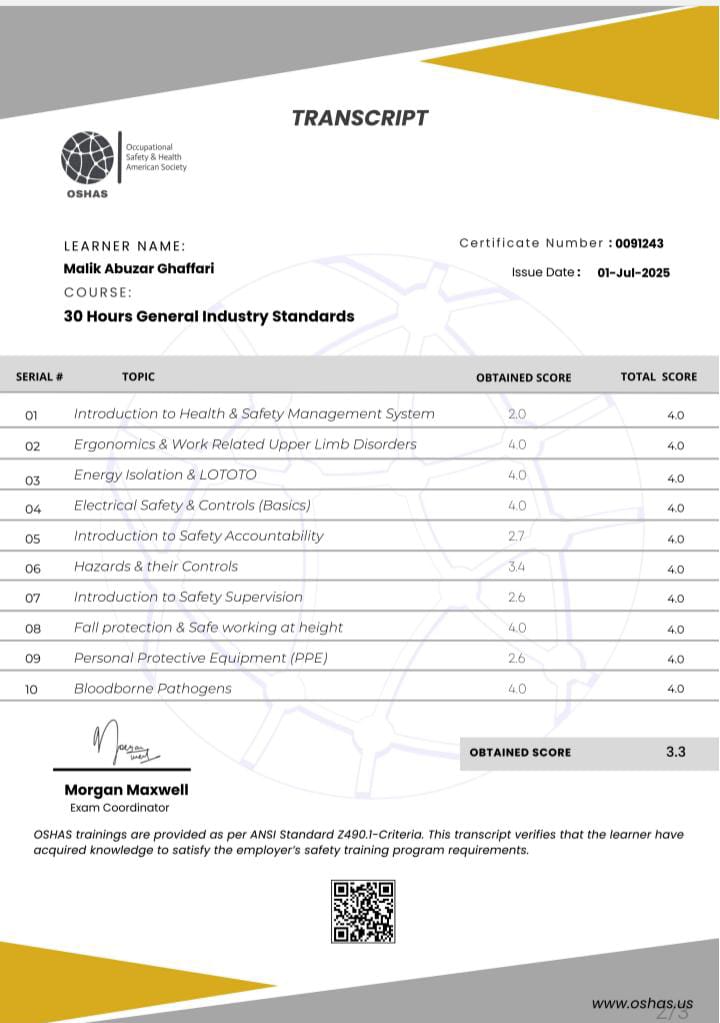 TRANSCRIPT
Occupational
Safety & Health
American Society
OSHAS
LEARNER NAME:
Malik Abuzar Ghaffari
COURSE:
30 Hours General Industry Standards
Certificate Number : 0091243
Issue Date : 01-Jul-2025
SERIAL # TOPIC OBTAINED SCORE TOTAL SCORE
01 Introduction to Health & Safety Management System 2.0 4.0
02 Ergonomics & Work Related Upper Limb Disorders 4.0 4.0
03 Energy Isolation & LOTOTO 4.0 4.0
04 Electrical Safety & Controls (Basics) 4.0 4.0
05 Introduction to Safety Accountability 2.7 4.0
06 Hazards & their Controls 3.4 4.0
07 Introduction to Safety Supervision 2.6 4.0
08 Fall protection & Safe working at height 4.0 4.0
09 Personal Protective Equipment (PPE) 2.6 4.0
10 Bloodborne Pathogens 4.0 4.0
OBTAINED SCORE 3.3
Morgan Maxwell
Exam Coordinator
OSHAS trainings are provided as per ANSI Standard Z490.1-Criteria. This transcript verifies that the learner have
acquired knowledge to satisfy the employer's safety training program requirements.
www.oshas.us
2/3